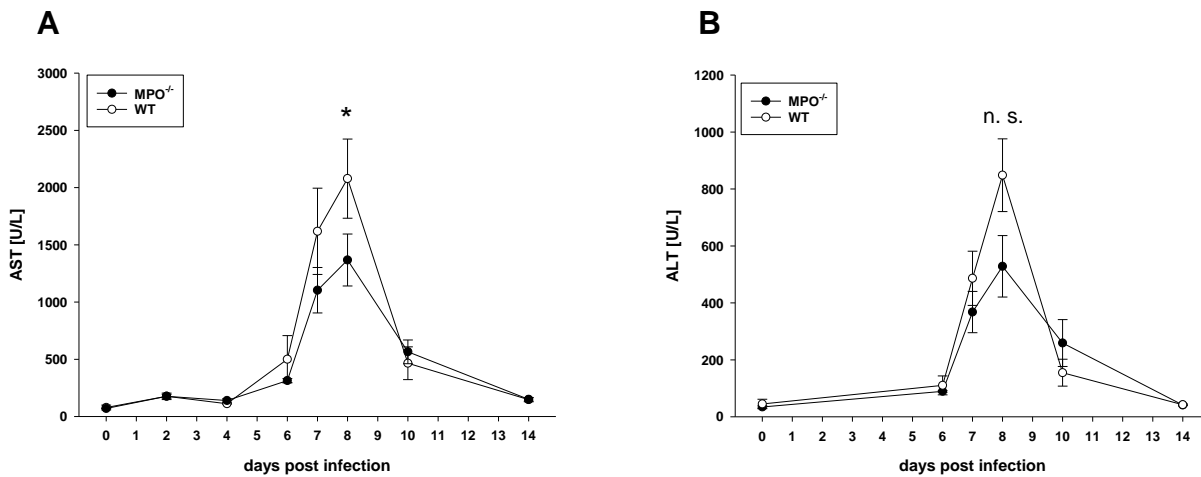 A
3000
2500
2000
1500
1000
500
0
AST [U/L]
MPO-/-
WT
*
0 1 2 3 4 5 6 7 8 9 10 11 12 13 14
days post infection
B
1200
1000
800
600
400
200
0
ALT [U/L]
MPO-/-
WT
n. s.
0 1 2 3 4 5 6 7 8 9 10 11 12 13 14
days post infection